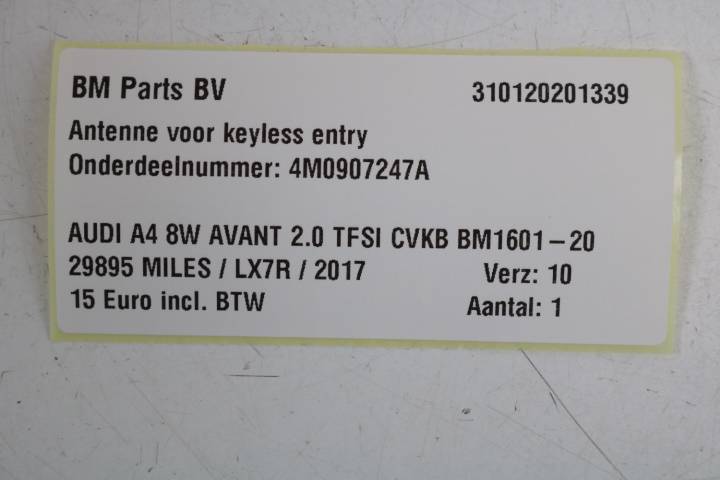 BM Parts BV 310120201339
Antenne voor keyless entry
Onderdeelnummer: 4M0907247A
AUDI A4 8W AVANT 2.0 TFSI CVKB BM1601-20
29895 MILES / LX7R / 2017 Verz: 10
15 Euro incl. BTW Aantal: 1